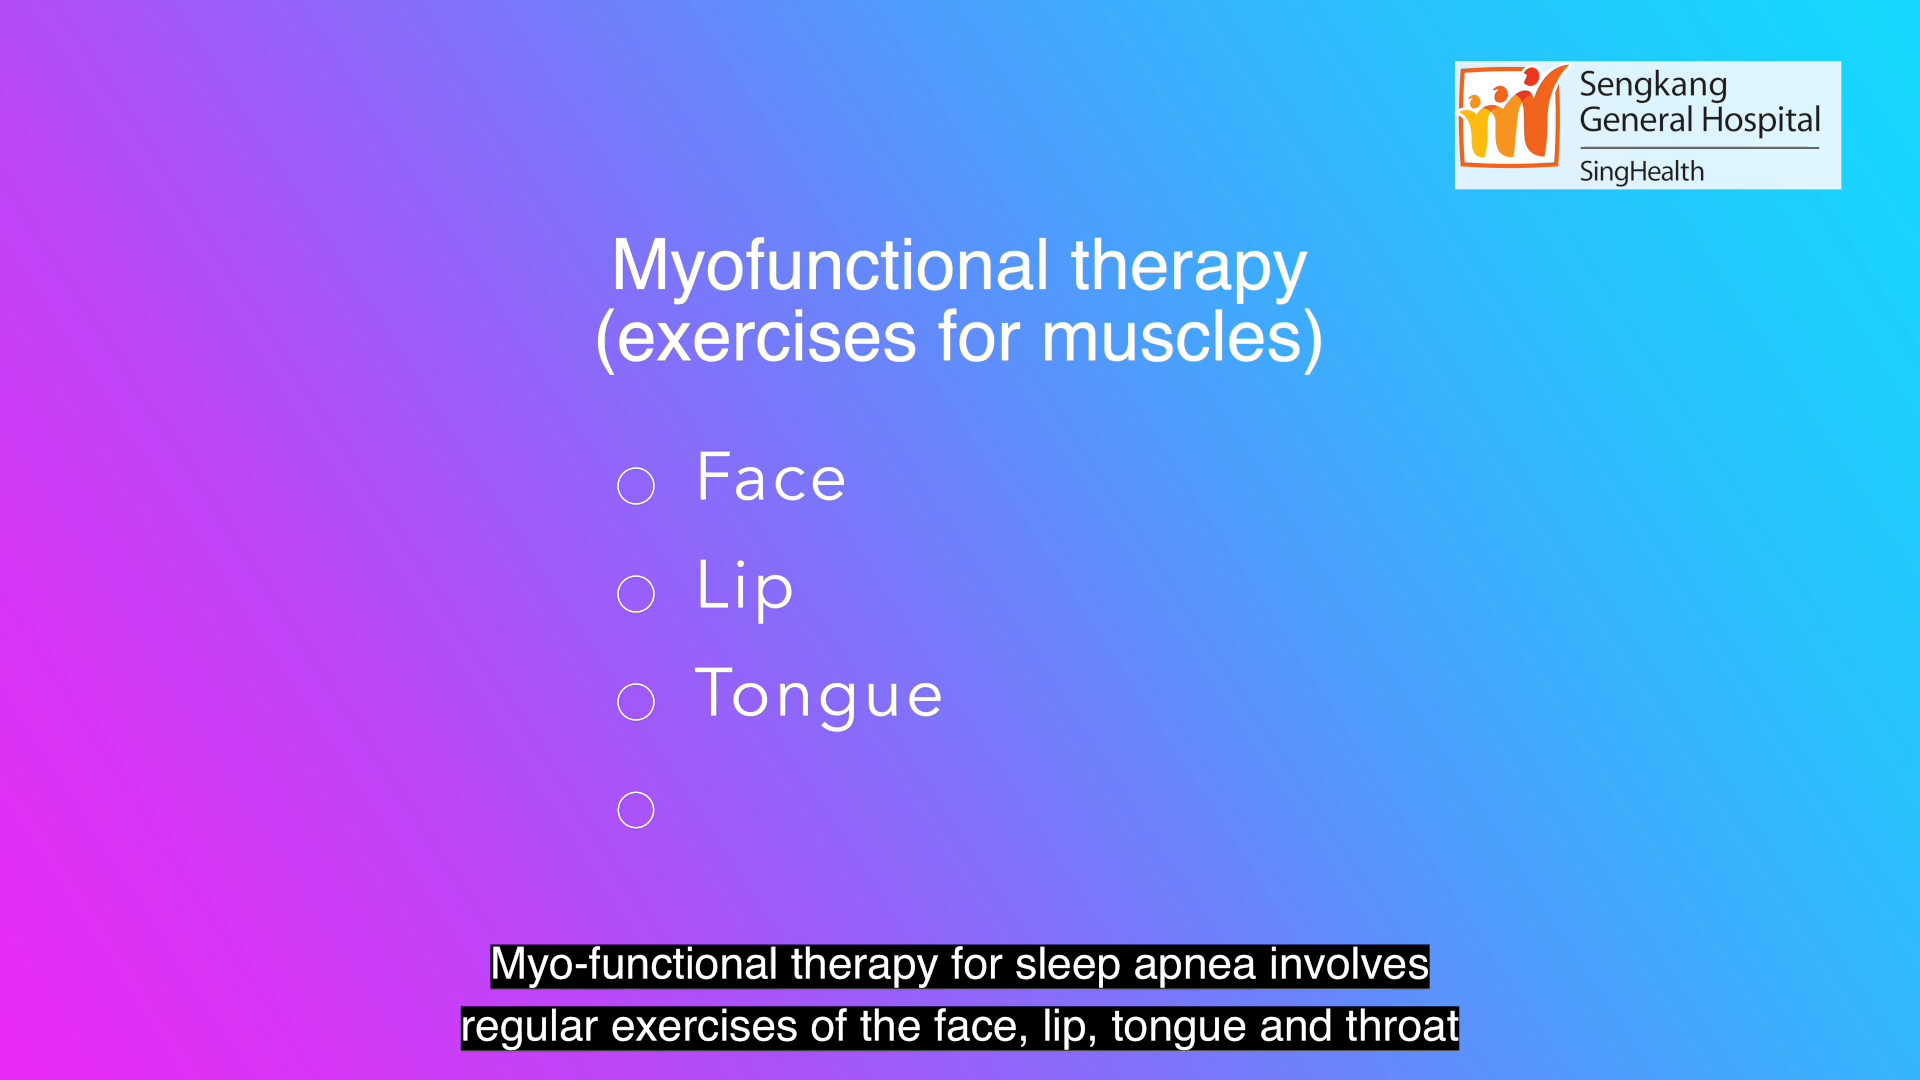 Sengkang
General Hospital
SingHealth
Myofunctional therapy
(exercises for muscles)
Face
Lip
Tongue
Myo-functional therapy for sleep apnea involves
regular exercises of the face, lip, tongue and throat